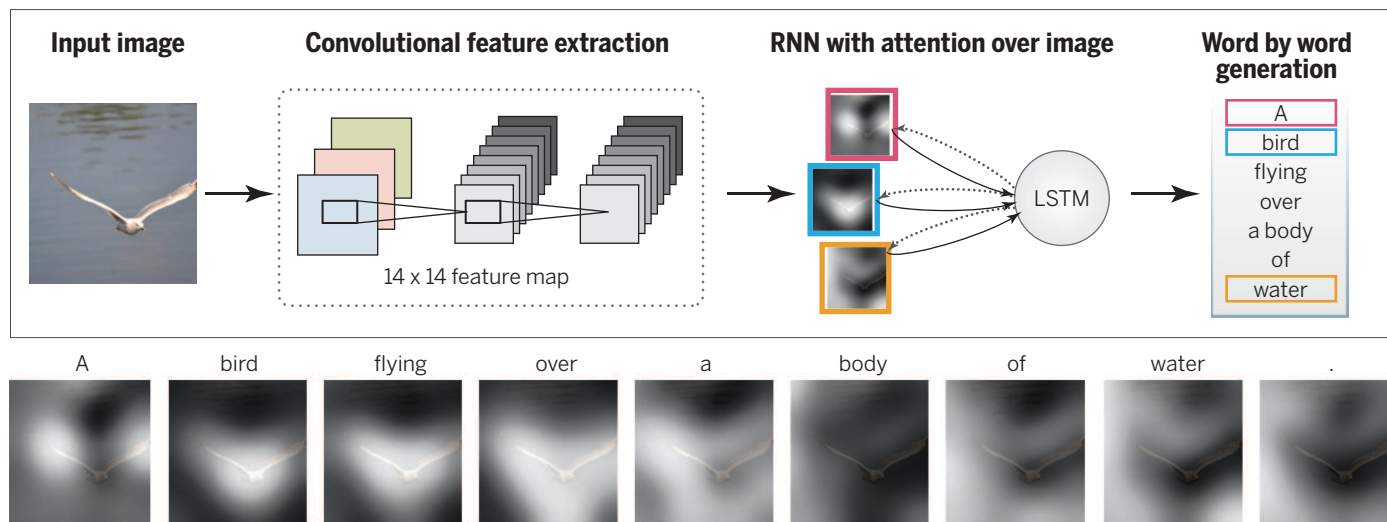 Input image
Convolutional feature extraction
RNN with attention over image
Word by word
generation
14 x 14 feature map
LSTM
A
bird
flying
over
a body
of
water
A bird flying over a body of water .